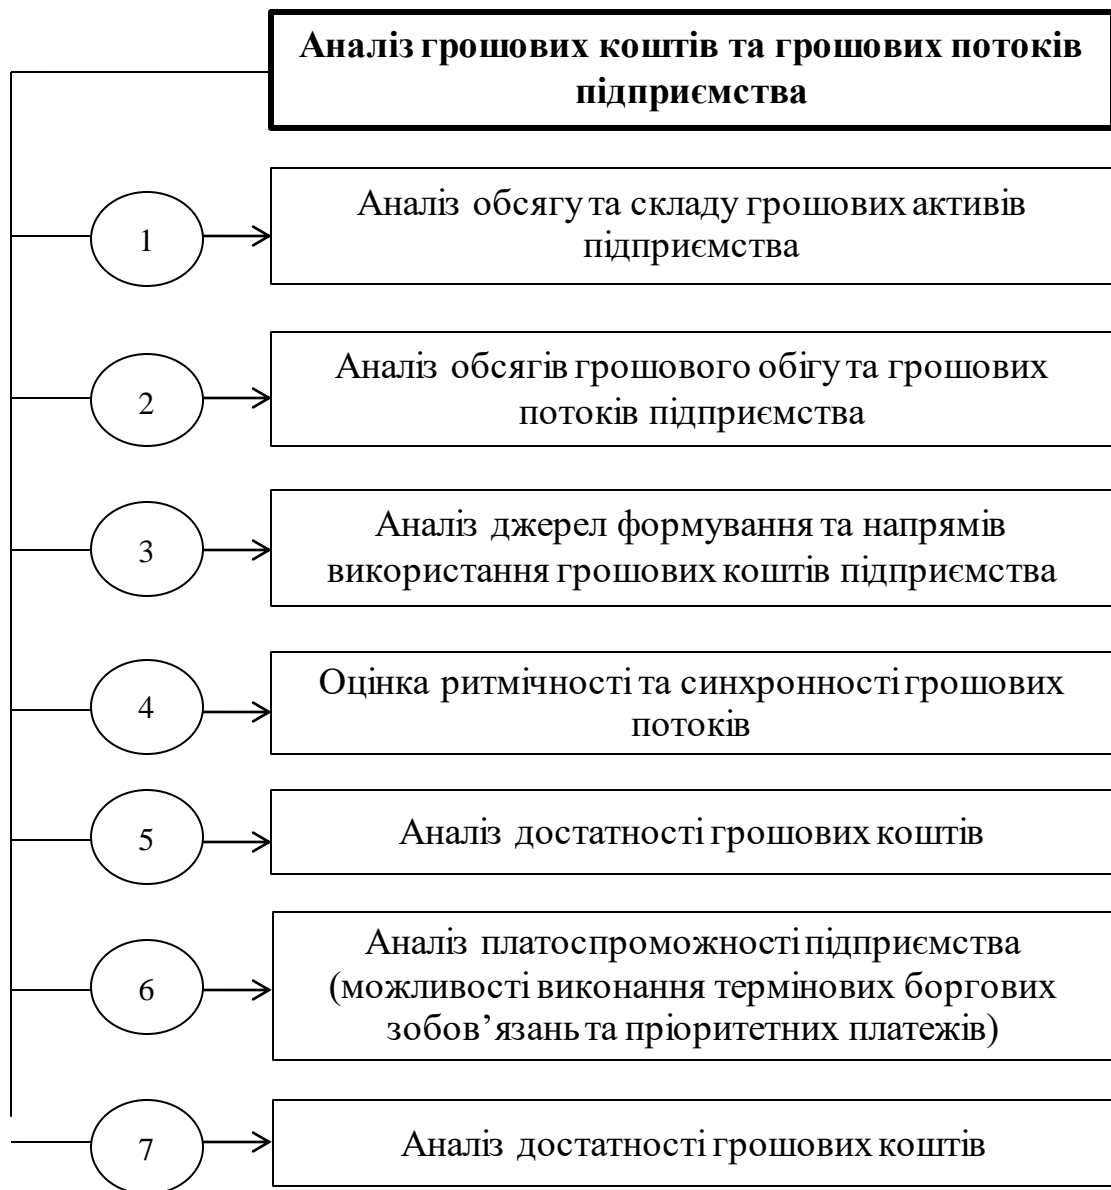 Аналіз грошових коштів та грошових потоків
підприємства
1
Аналіз обсягу та складу грошових активів
підприємства
2
Аналіз обсягів грошового обігу та грошових
потоків підприємства
3
Аналіз джерел формування та напрямів
використання грошових коштів підприємства
4
Оцінка ритмічності та синхронності грошових
потоків
5
Аналіз достатності грошових коштів
6
Аналіз платоспроможності підприємства
(можливості виконання термінових боргових
зобов’язань та пріоритетних платежів)
7
Аналіз достатності грошових коштів